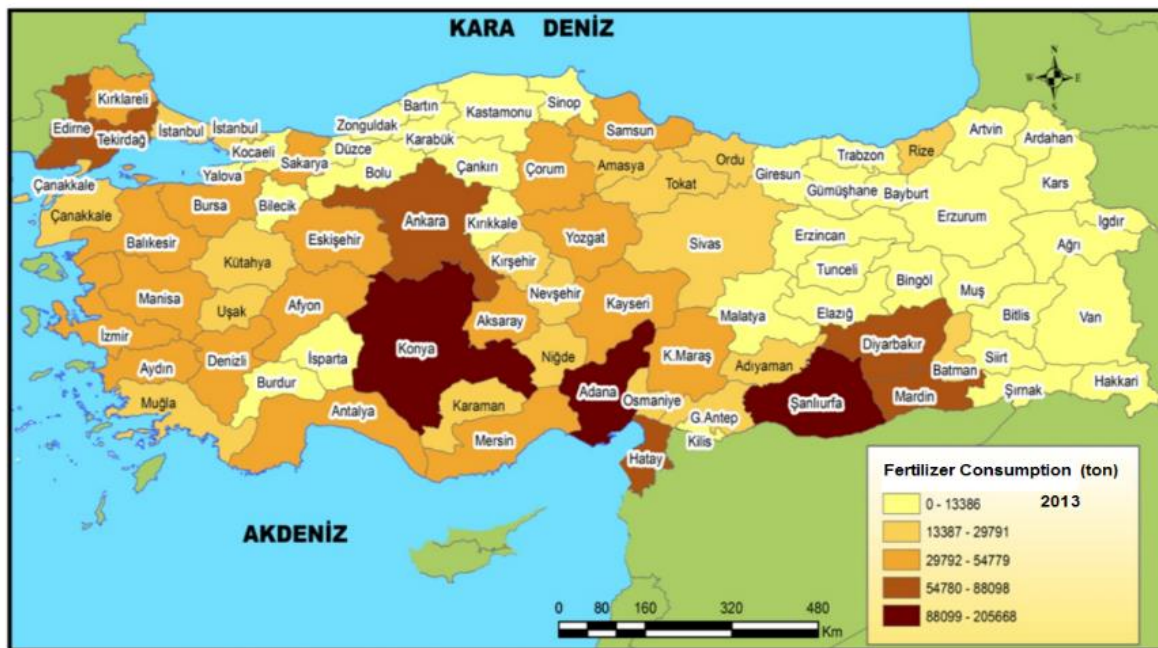 KARA DENİZ
N
W E
S
Kırklareli
Edirne
Tekirdağ
İstanbul
İstanbul
Kocaeli
Yalova
Sakarya
Düzce
Zonguldak
Bartın
Karabük
Kastamonu
Sinop
Bolu
Çankırı
Çorum
Samsun
Amasya
Tokat
Ordu
Giresun
Trabzon
Gümüşhane
Bayburt
Rize
Artvin
Ardahan
Kars
Igdır
Ağrı
Erzurum
Erzincan
Çanakkale
Çanakkale
Bursa
Bilecik
Balıkesir
Kütahya
Eskişehir
Ankara
Kırıkkale
Kırşehir
Yozgat
Sivas
Tunceli
Bingöl
Muş
Bitlis
Van
Manisa
Uşak
Afyon
Nevşehir
Kayseri
Malatya
Elazığ
İzmir
Aydın
Denizli
Isparta
Burdur
Konya
Aksaray
Niğde
K.Maraş
Adıyaman
Diyarbakır
Batman
Siirt
Şırnak
Hakkari
Muğla
Antalya
Karaman
Mersin
Adana
Osmaniye
G.Antep
Kilis
Şanlıurfa
Mardin
Hatay
AKDENİZ
Fertilizer Consumption (ton)
2013
0 - 13386
13387 - 29791
29792 - 54779
54780 - 88098
88099 - 205668
0 80 160 320 480
Km